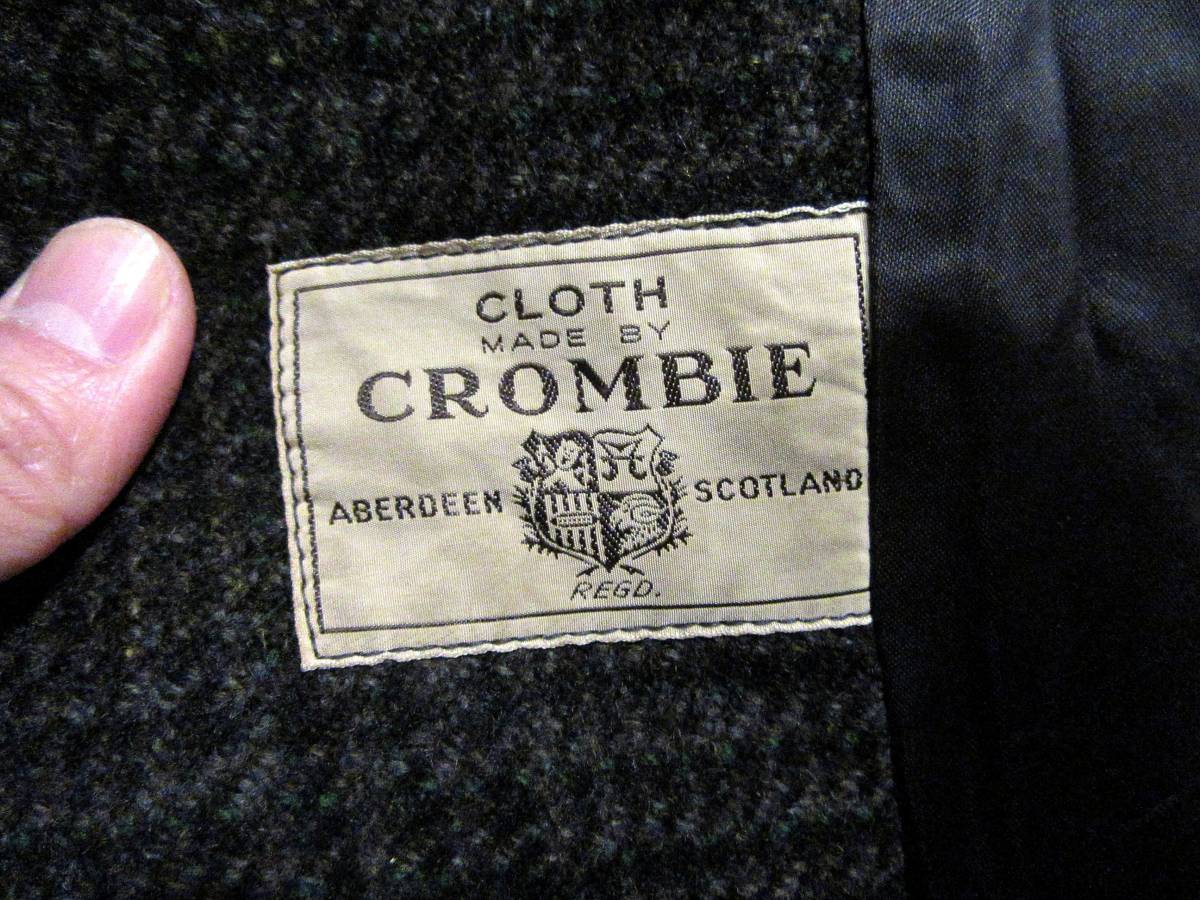 CLOTH
MADE BY
CROMBIE
ABERDEEN SCOTLAND
REGD.